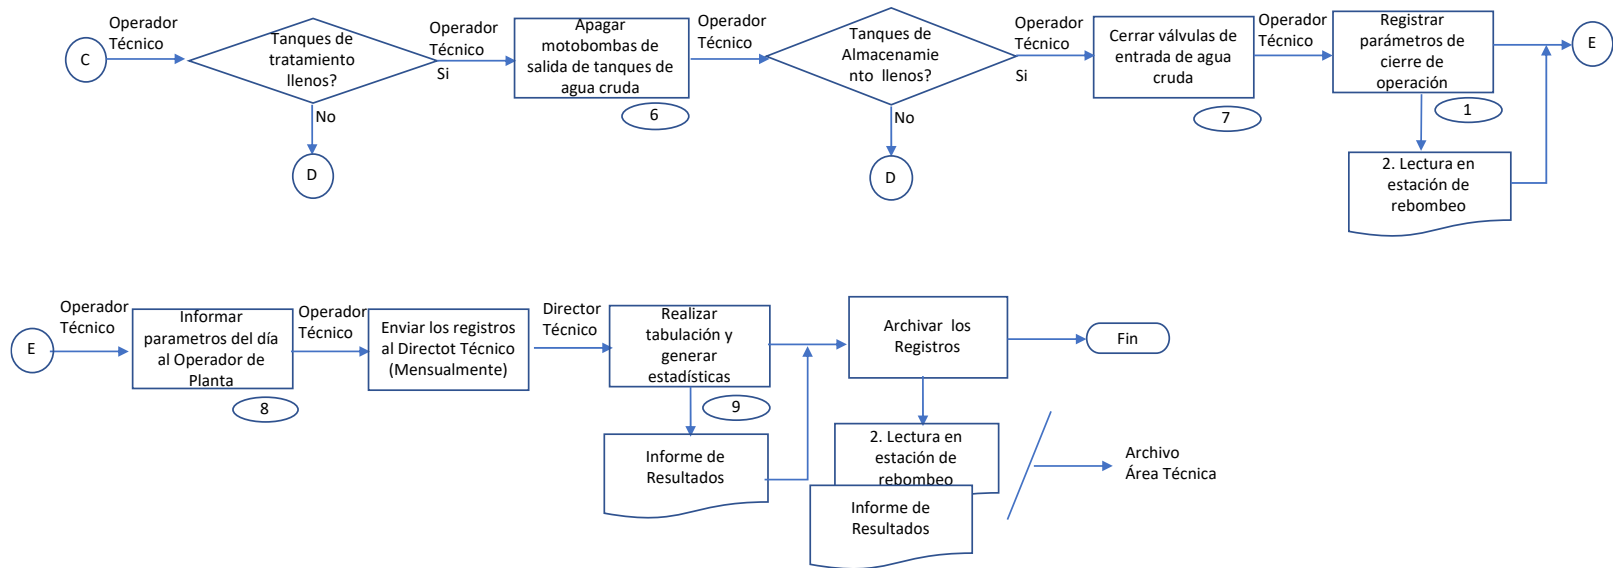 C
Operador
Técnico
Tanques de
tratamiento
llenos?
No
D
Operador
Técnico
Si
Apagar
motobombas de
salida de tanques de
agua cruda
6
Operador
Técnico
Tanques de
Almacenamie
nto llenos?
No
D
Operador
Técnico
Si
Cerrar válvulas de
entrada de agua
cruda
7
Operador
Técnico
Registrar
parámetros de
cierre de
operación
1
2. Lectura en
estación de
rebombeo
E
E
Operador
Técnico
Informar
parametros del día
al Operador de
Planta
8
Operador
Técnico
Enviar los registros
al Directot Técnico
(Mensualmente)
Director
Técnico
Realizar
tabulación y
generar
estadísticas
9
Informe de
Resultados
Archivar los
Registros
Fin
2. Lectura en
estación de
rebombeo
Informe de
Resultados
Archivo
Área Técnica